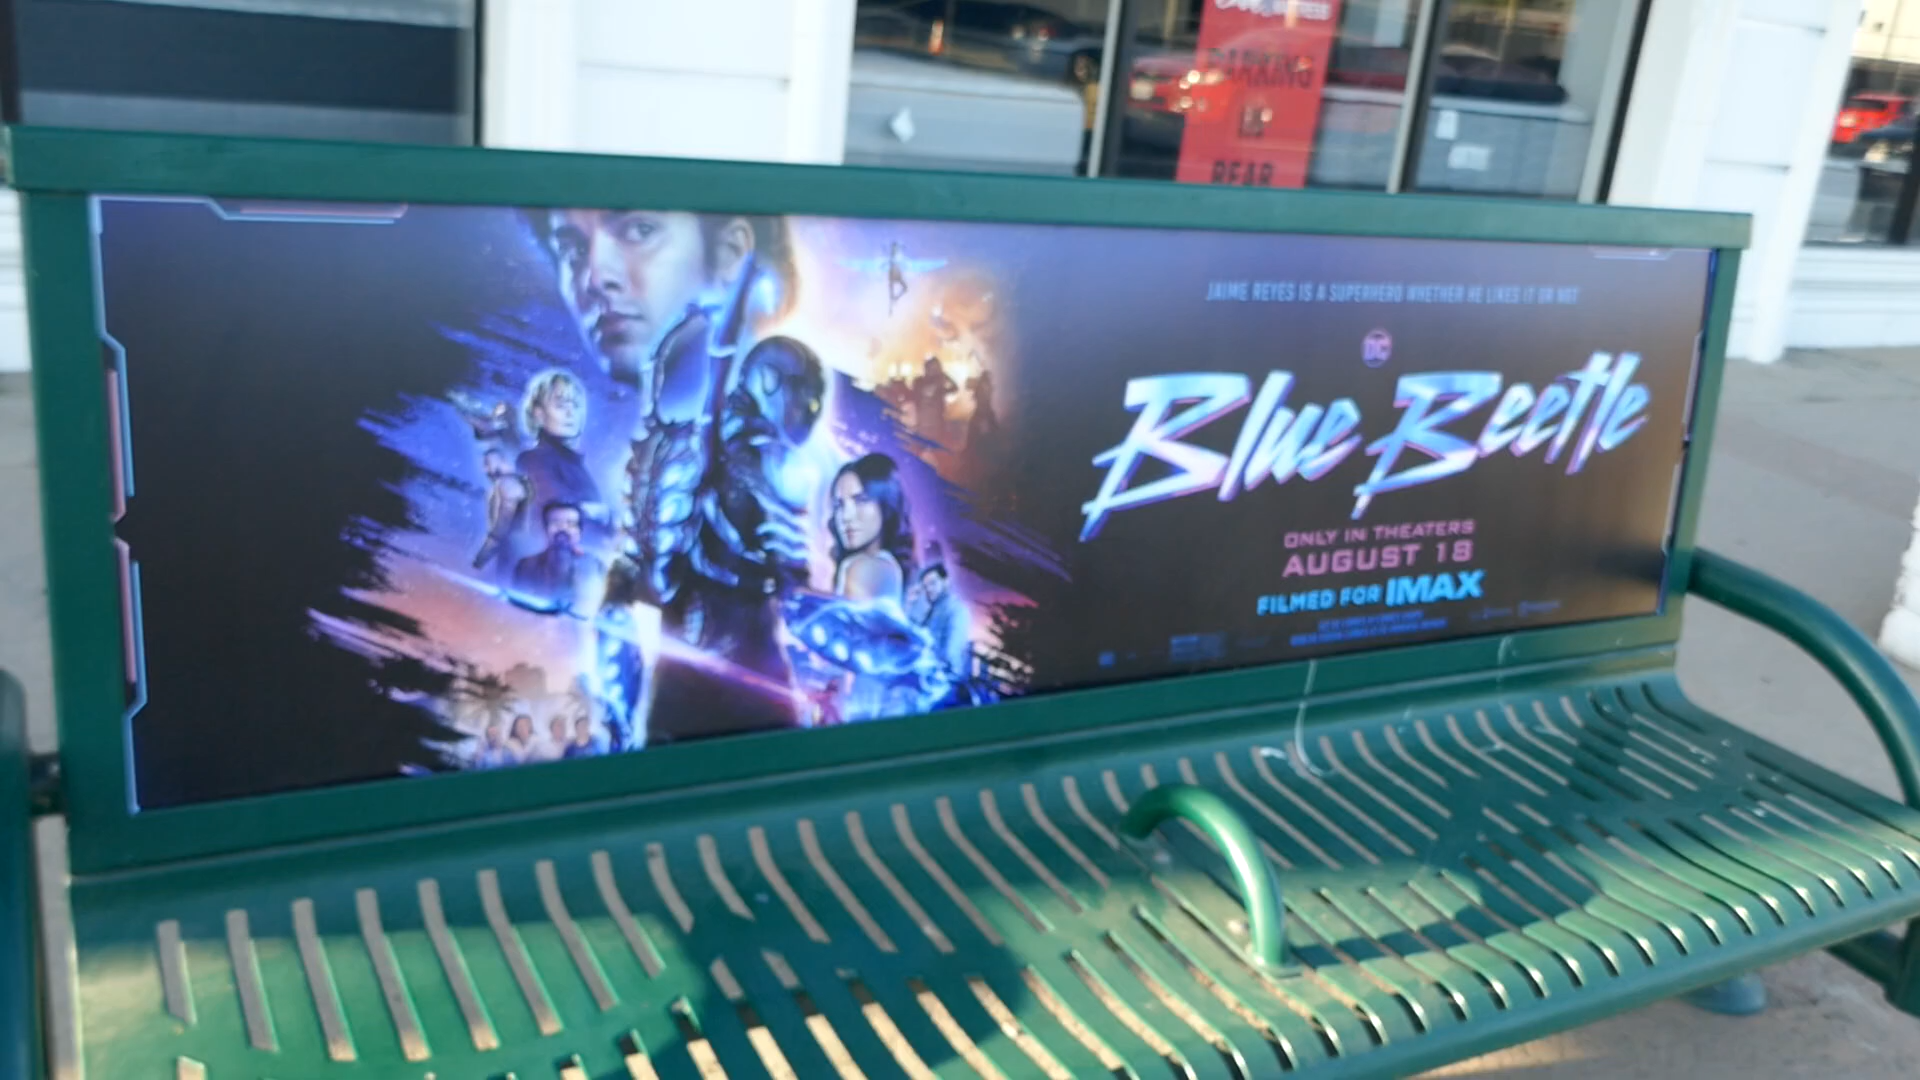 PARKING
IN
REAR
JAIME REYES IS A SUPERHERO WHETHER HE LIKES IT OR NOT
DC
Blue Beetle
ONLY IN THEATERS
AUGUST 18
FILMED FOR IMAX